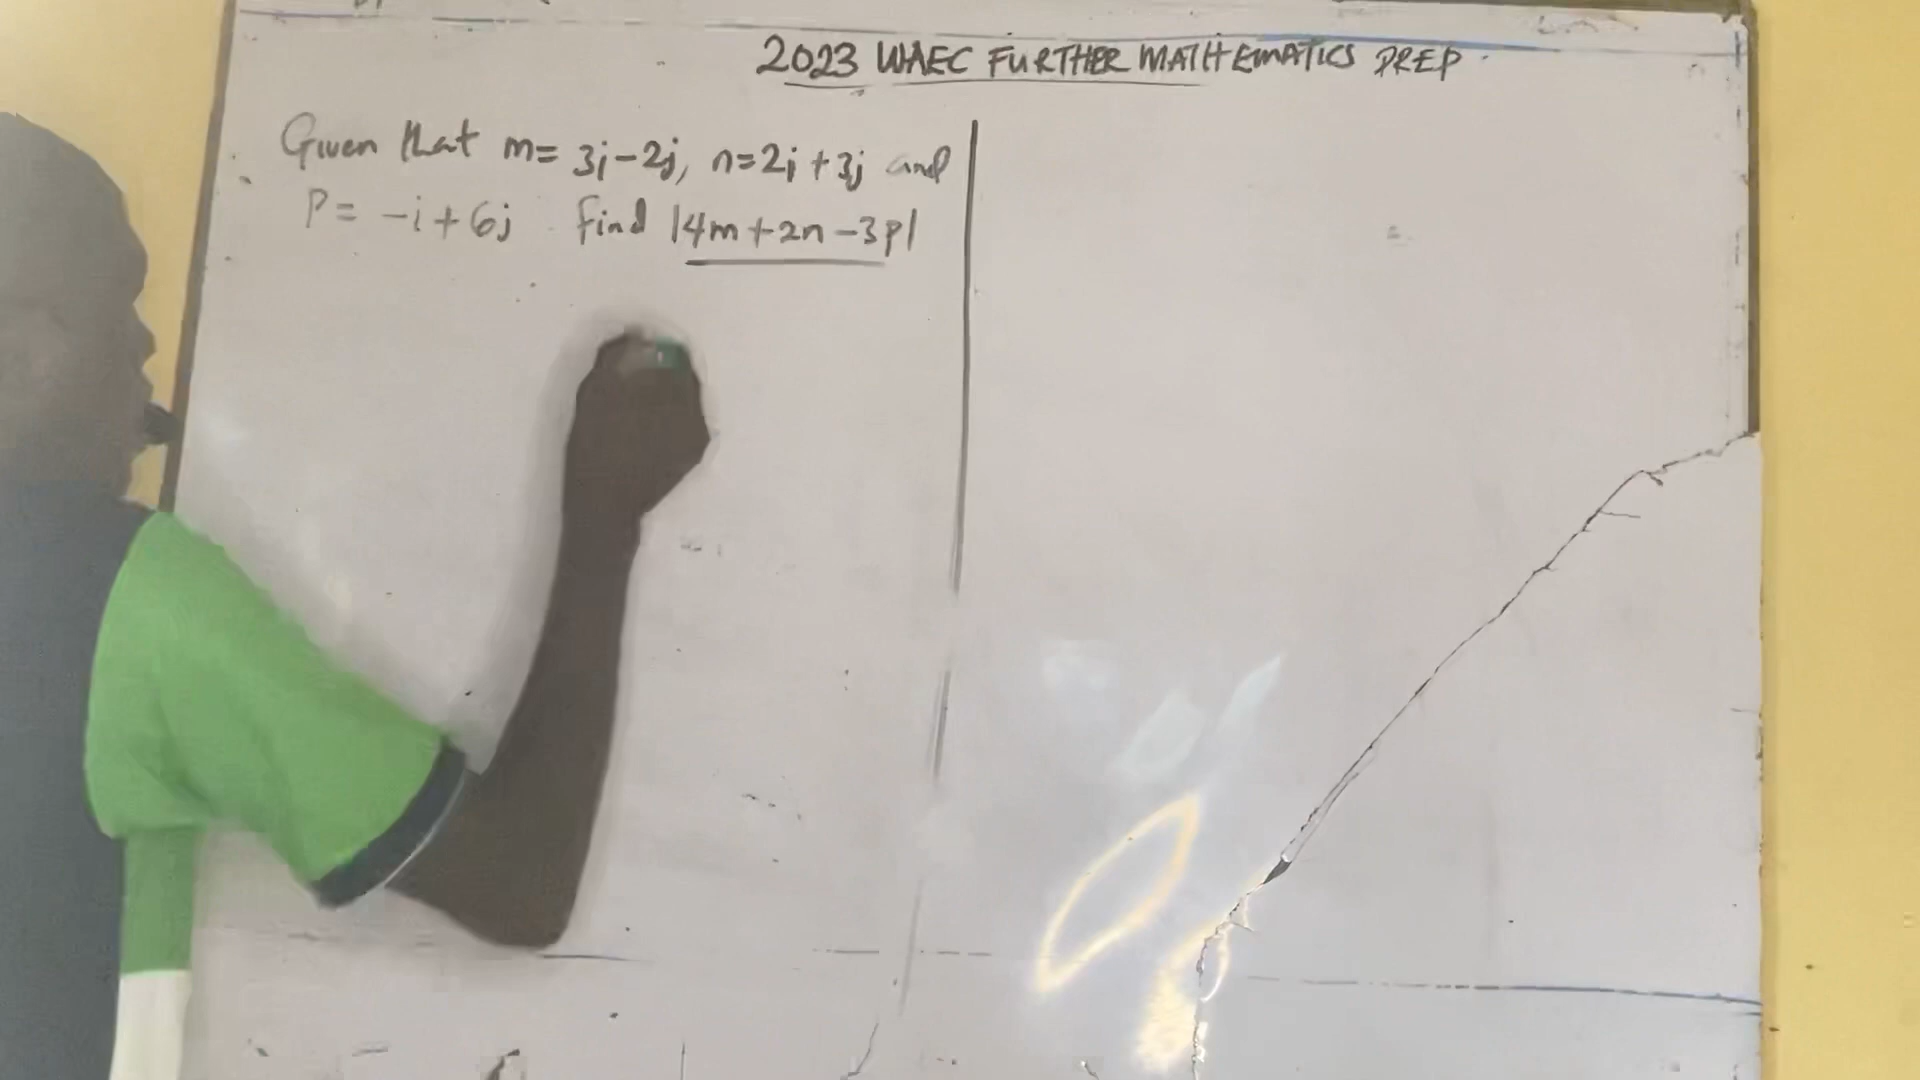 2023 WAEC FURTHER MATHEMATICS PREP
Given that m= 3i-2j, n=2i+3j and
P= -i+6j find |4m+2n-3p|